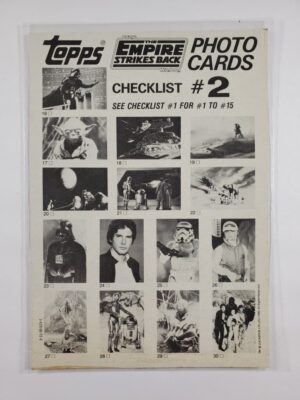 topps
THE
EMPIRE
STRIKES BACK
PHOTO
CARDS
CHECKLIST #2
SEE CHECKLIST #1 FOR #1 TO #15
16
17 18 19
20 21 22
23 24 25 26
27 28 29 30